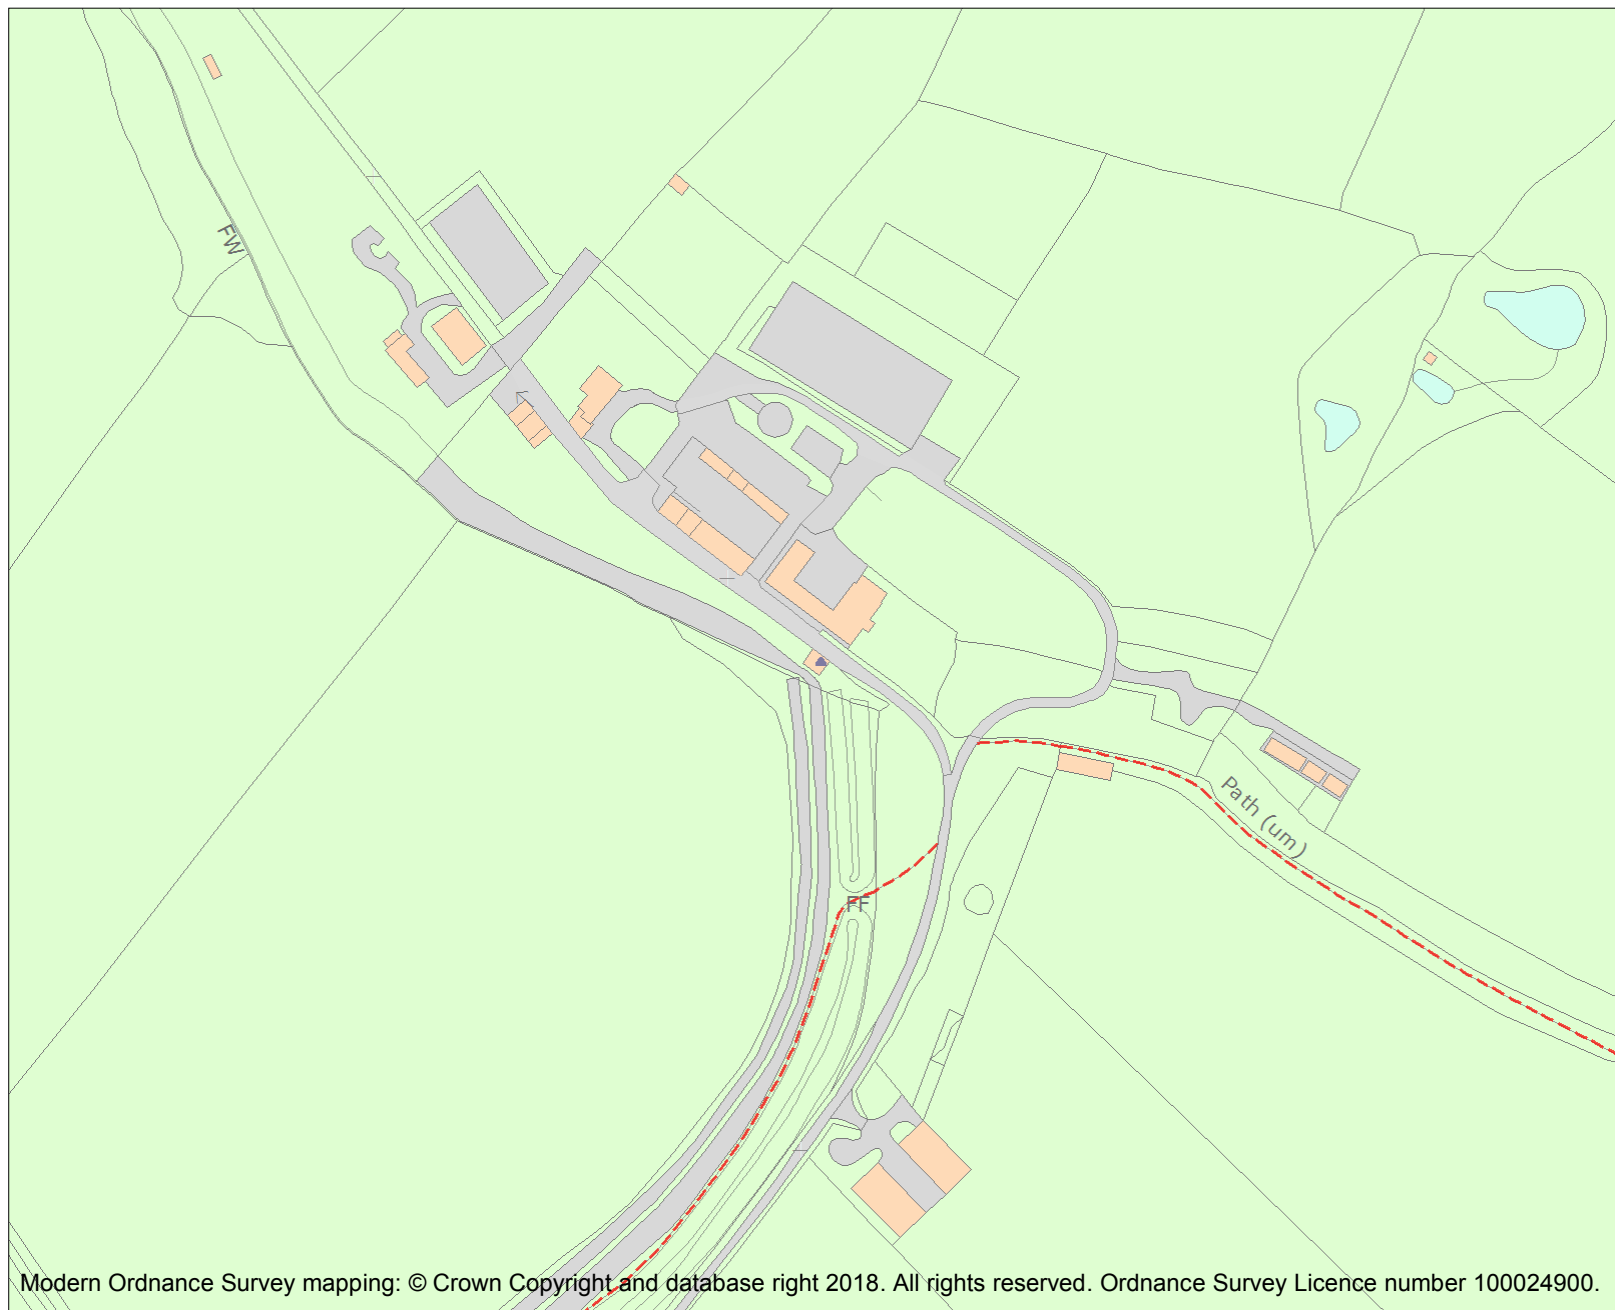 FW
Path (um)
FF
Modern Ordnance Survey mapping: © Crown Copyright and database right 2018. All rights reserved. Ordnance Survey Licence number 100024900.